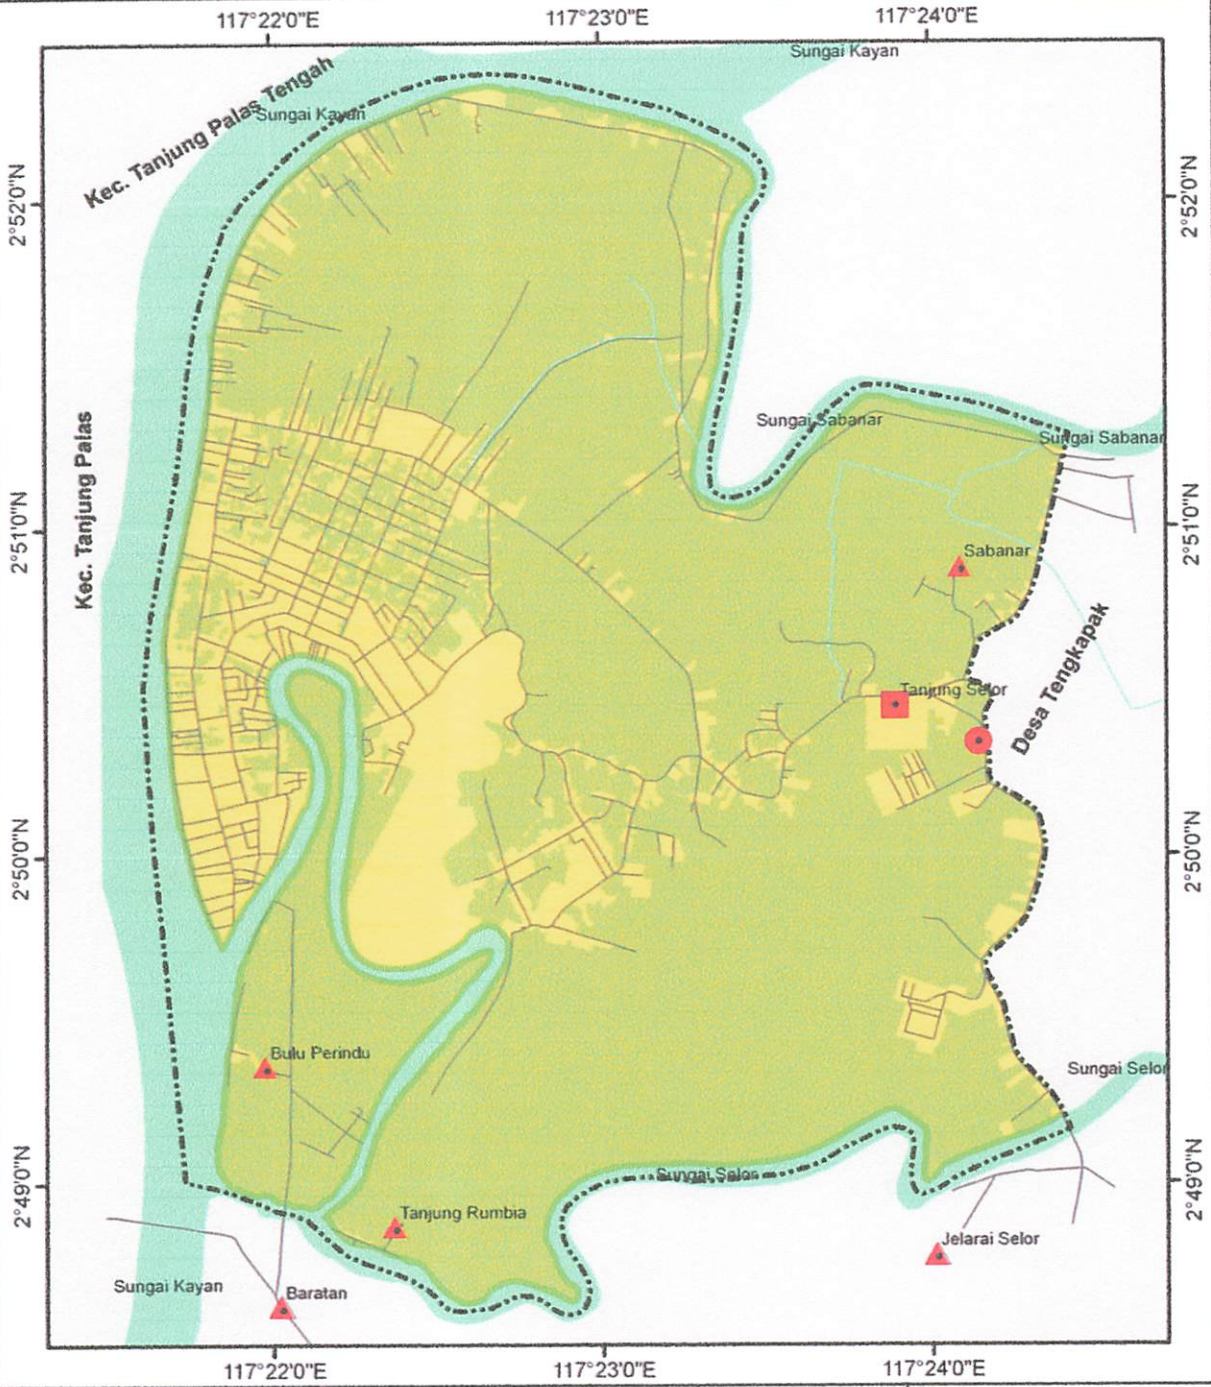 117°22'0"E
117°23'0"E
117°24'0"E
Sungai Kayan
Kec. Tanjung Palas Tengah
Sungai Kayan
2°52'0"N
2°52'0"N
Kec. Tanjung Palas
Sungai Sabanar
Sungai Sabanar
2°51'0"N
2°51'0"N
Sabanar
Desa Tengkapak
Tanjung Selor
2°50'0"N
2°50'0"N
Bulu Perindu
Sungai Selor
2°49'0"N
2°49'0"N
Sungai Selor
Tanjung Rumbia
Jelarai Selor
Sungai Kayan
Baratan
117°22'0"E
117°23'0"E
117°24'0"E